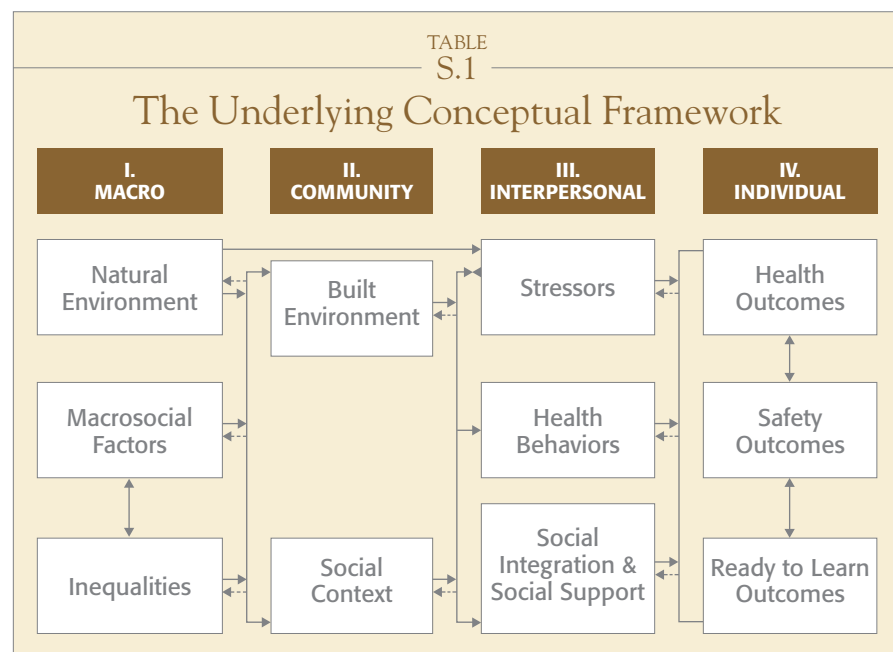 TABLE
S.1
The Underlying Conceptual Framework
I.
MACRO
II.
COMMUNITY
III.
INTERPERSONAL
IV.
INDIVIDUAL
Natural
Environment
Built
Environment
Stressors
Health
Outcomes
Macrosocial
Factors
Health
Behaviors
Safety
Outcomes
Inequalities
Social
Context
Social
Integration &
Social Support
Ready to Learn
Outcomes